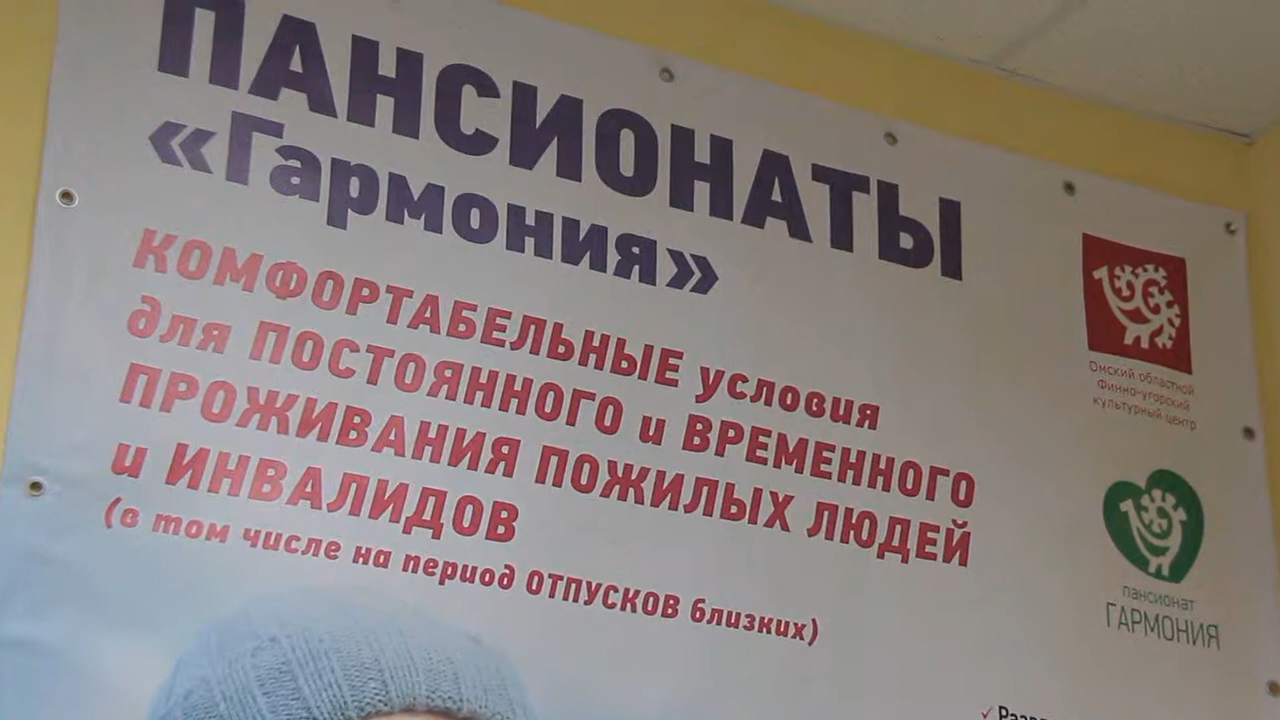 ПАНСИОНАТЫ
«Гармония»
КОМФОРТАБЕЛЬНЫЕ условия
для ПОСТОЯННОГО и ВРЕМЕННОГО
ПРОЖИВАНИЯ ПОЖИЛЫХ ЛЮДЕЙ
и ИНВАЛИДОВ
(в том числе на период ОТПУСКОВ близких)
Омский областной
Финно-угорский
культурный центр
пансионат
ГАРМОНИЯ